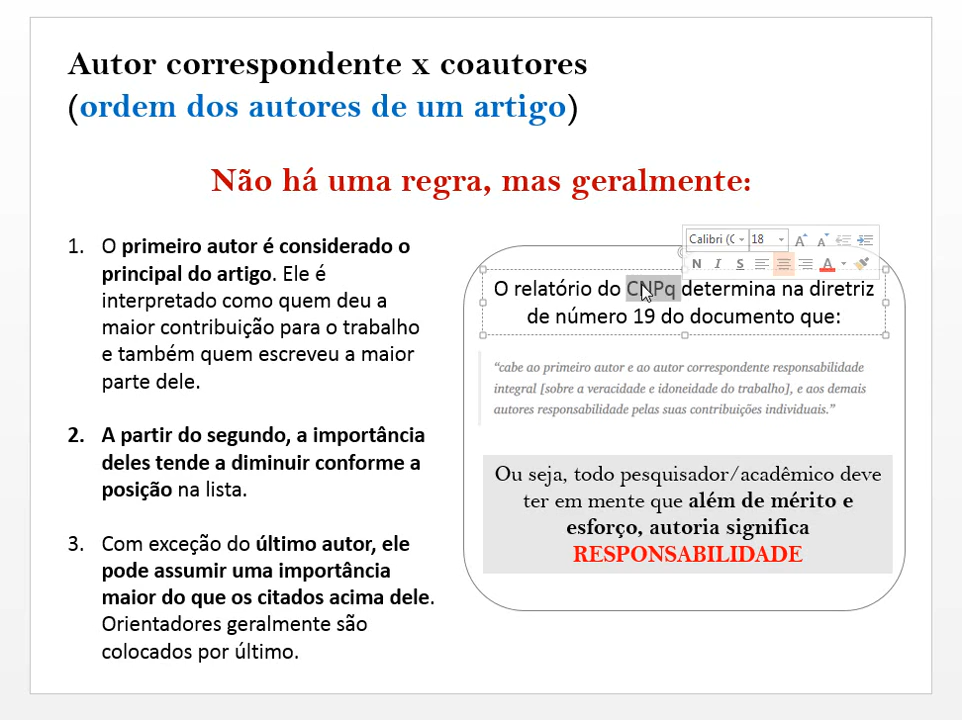 Autor correspondente x coautores
(ordem dos autores de um artigo)
Não há uma regra, mas geralmente:
1. O primeiro autor é considerado o
principal do artigo. Ele é
interpretado como quem deu a
maior contribuição para o trabalho
e também quem escreveu a maior
parte dele.
2. A partir do segundo, a importância
deles tende a diminuir conforme a
posição na lista.
3. Com exceção do último autor, ele
pode assumir uma importância
maior do que os citados acima dele.
Orientadores geralmente são
colocados por último.
Calibri (C 18 A A
N I S A
O relatório do CNPq determina na diretriz
de número 19 do documento que:
“cabe ao primeiro autor e ao autor correspondente responsabilidade
integral [sobre a veracidade e idoneidade do trabalho], e aos demais
autores responsabilidade pelas suas contribuições individuais.”
Ou seja, todo pesquisador/acadêmico deve
ter em mente que além de mérito e
esforço, autoria significa
RESPONSABILIDADE